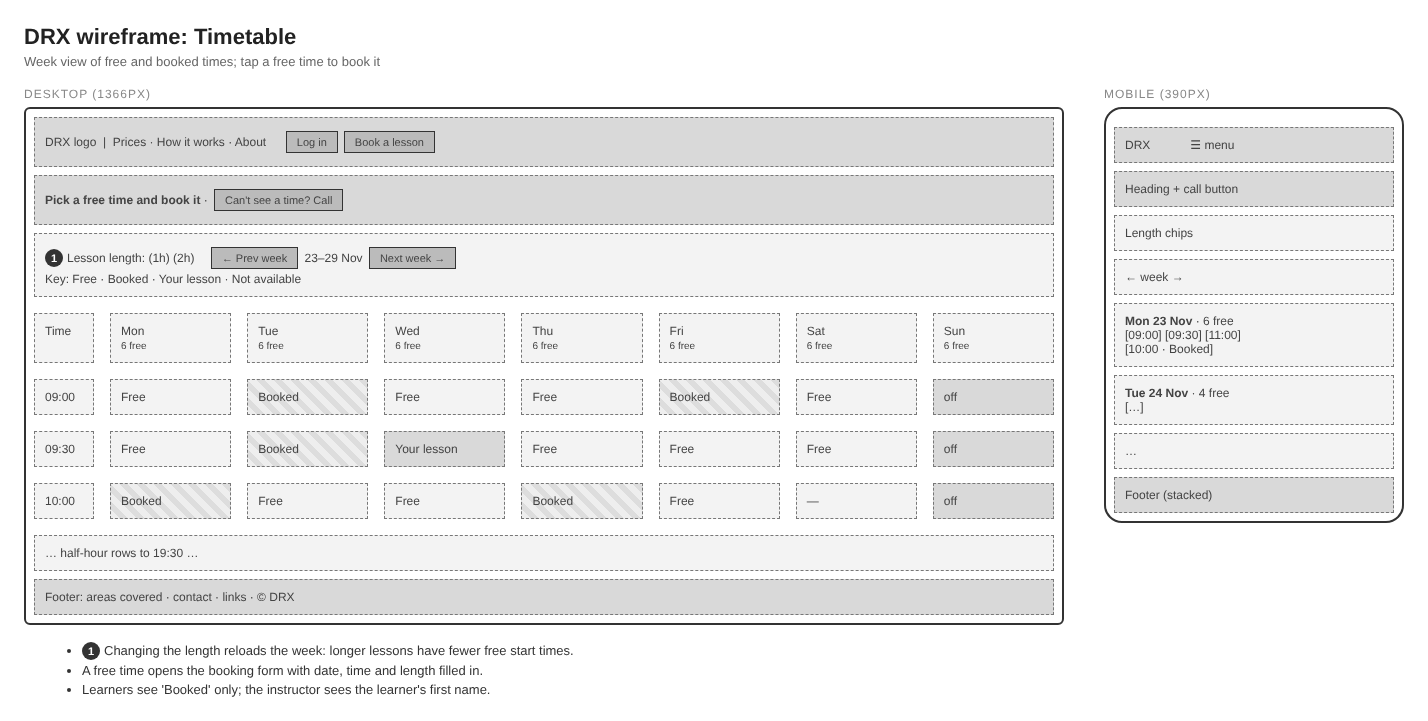 DRX wireframe: Timetable
Week view of free and booked times; tap a free time to book it
DESKTOP (1366PX)
DRX logo | Prices · How it works · About Log in Book a lesson
Pick a free time and book it · Can't see a time? Call
1 Lesson length: (1h) (2h) ← Prev week 23–29 Nov Next week →
Key: Free · Booked · Your lesson · Not available
Time Mon Tue Wed Thu Fri Sat Sun
6 free 6 free 6 free 6 free 6 free 6 free 6 free
09:00 Free Booked Free Free Booked Free off
09:30 Free Booked Your lesson Free Free Free off
10:00 Booked Free Free Booked Free — off
… half-hour rows to 19:30 …
Footer: areas covered · contact · links · © DRX
MOBILE (390PX)
DRX ☰ menu
Heading + call button
Length chips
← week →
Mon 23 Nov · 6 free
[09:00] [09:30] [11:00]
[10:00 · Booked]
Tue 24 Nov · 4 free
[…]
…
Footer (stacked)
• 1 Changing the length reloads the week: longer lessons have fewer free start times.
• A free time opens the booking form with date, time and length filled in.
• Learners see 'Booked' only; the instructor sees the learner's first name.